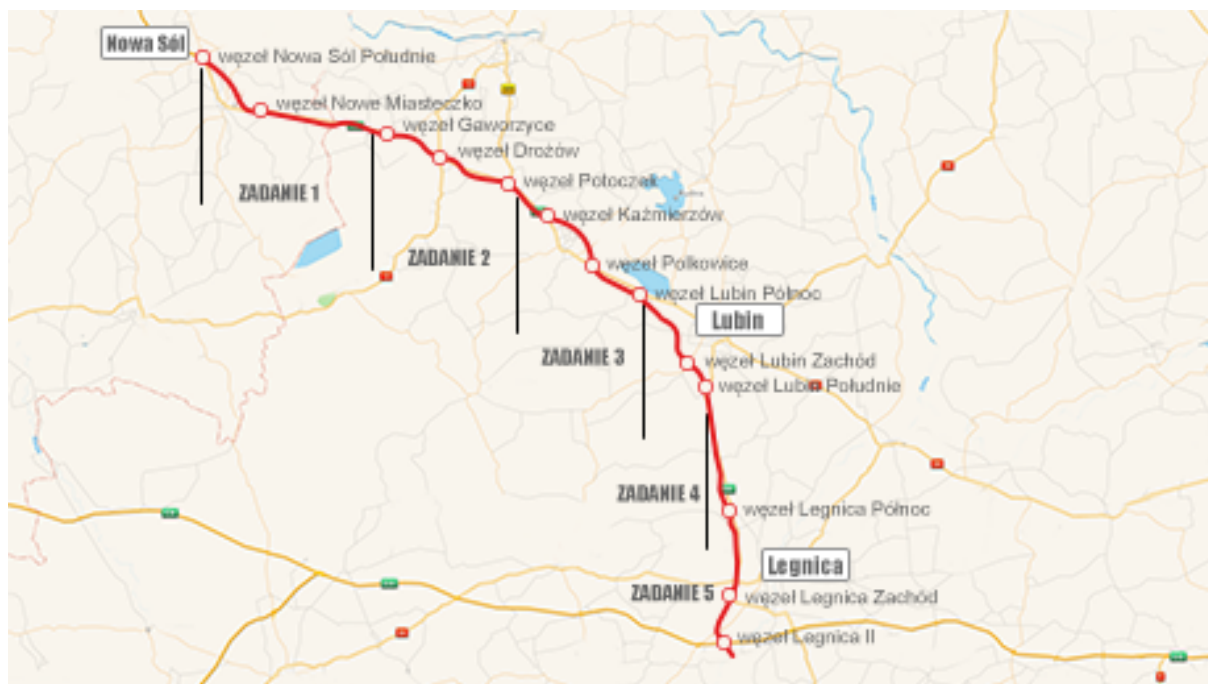 Nowa Sól
węzeł Nowa Sól Południe
węzeł Nowe Miasteczko
węzeł Gaworzyce
węzeł Drożów
węzeł Potoczek
ZADANIE 1
węzeł Kaźmierzów
ZADANIE 2
węzeł Polkowice
węzeł Lubin Północ
Lubin
ZADANIE 3
węzeł Lubin Zachód
węzeł Lubin Południe
ZADANIE 4
węzeł Legnica Północ
Legnica
ZADANIE 5
węzeł Legnica Zachód
węzeł Legnica II